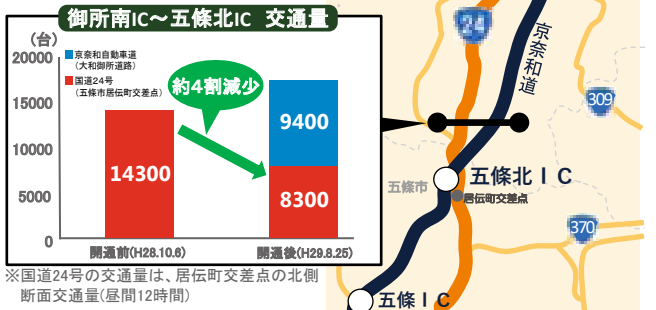 御所南IC～五條北IC 交通量
(台)
20000
15000
10000
5000
0
京奈和自動車道
（大和御所道路）
国道24号
（五條市居伝町交差点）
約4割減少
14300
9400
8300
開通前(H28.10.6)
開通後(H29.8.25)
※国道24号の交通量は、居伝町交差点の北側
断面交通量(昼間12時間)
24
京奈和道
309
五條市
五條北ＩＣ
居伝町交差点
370
五條ＩＣ